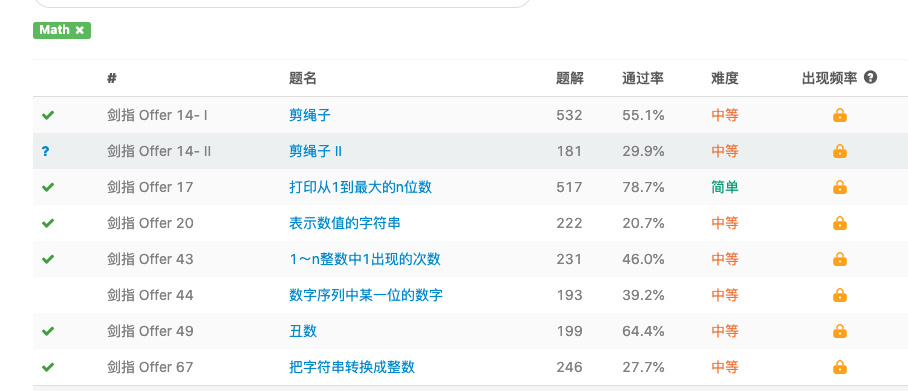 Math ×
# 题名 题解 通过率 难度 出现频率 ?
剑指 Offer 14- I 剪绳子 532 55.1% 中等
? 剑指 Offer 14- II 剪绳子 II 181 29.9% 中等
剑指 Offer 17 打印从1到最大的n位数 517 78.7% 简单
剑指 Offer 20 表示数值的字符串 222 20.7% 中等
剑指 Offer 43 1~n整数中1出现的次数 231 46.0% 中等
剑指 Offer 44 数字序列中某一位的数字 193 39.2% 中等
剑指 Offer 49 丑数 199 64.4% 中等
剑指 Offer 67 把字符串转换成整数 246 27.7% 中等